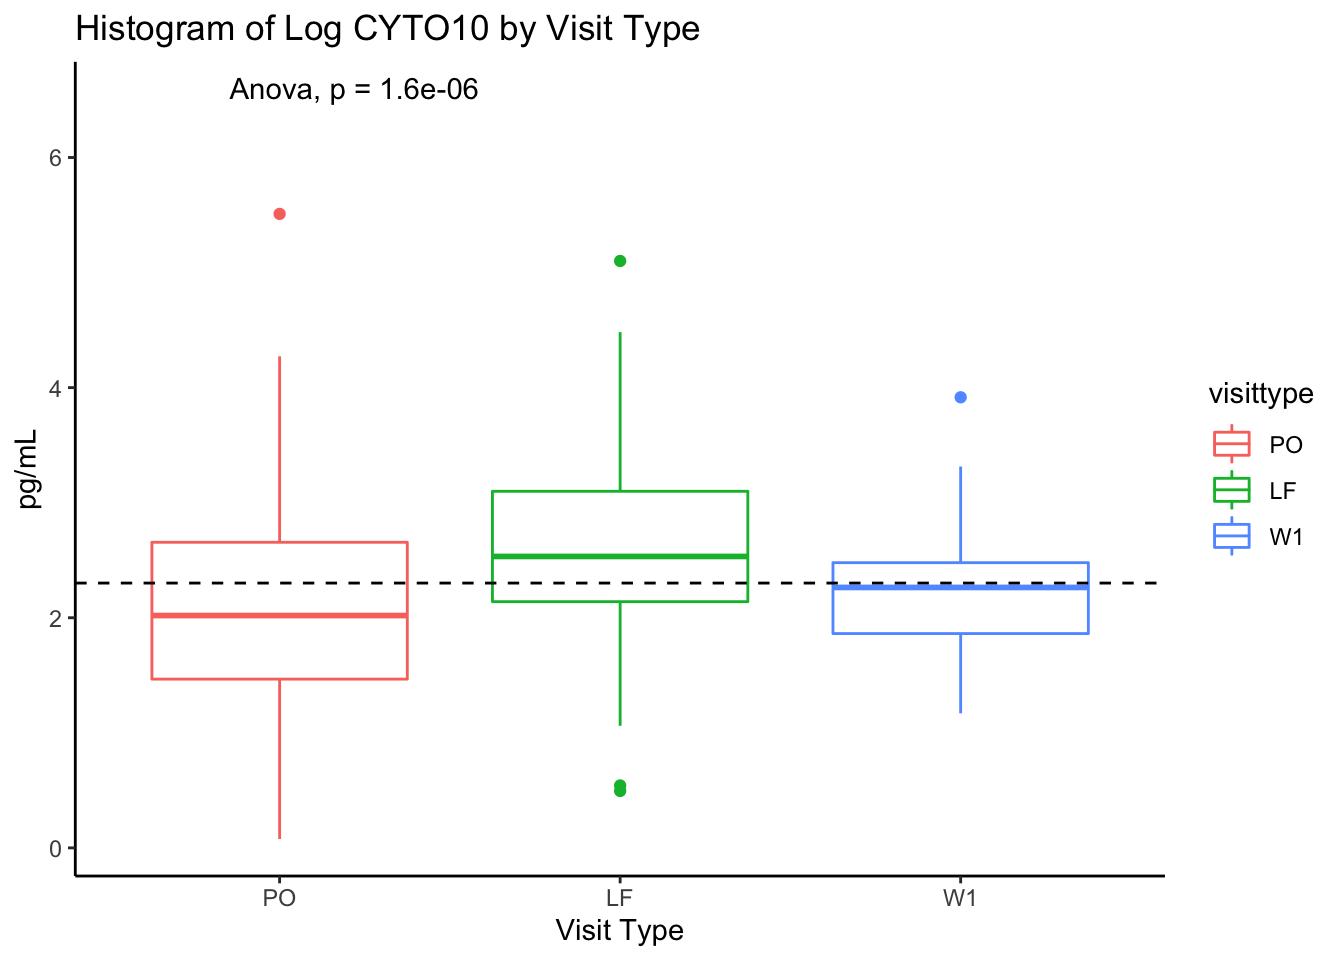 Histogram of Log CYTO10 by Visit Type
Anova, p = 1.6e-06
6
4
2
0
pg/mL
PO
LF
W1
Visit Type
visittype
PO
LF
W1